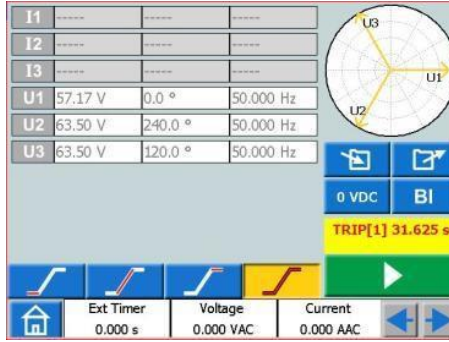 I1 ----- ----- -----
I2 ----- ----- -----
I3 ----- ----- -----
U1 57.17 V 0.0 ° 50.000 Hz
U2 63.50 V 240.0 ° 50.000 Hz
U3 63.50 V 120.0 ° 50.000 Hz
U3
U1
U2
0 VDC BI
TRIP[1] 31.625 s
Ext Timer Voltage Current
0.000 s 0.000 VAC 0.000 AAC